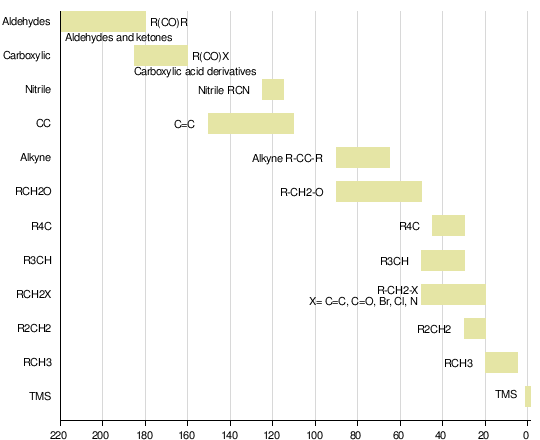 Aldehydes R(CO)R
Aldehydes and ketones
Carboxylic R(CO)X
Carboxylic acid derivatives
Nitrile Nitrile RCN
CC C=C
Alkyne Alkyne R-CC-R
RCH2O R-CH2-O
R4C R4C
R3CH R3CH
RCH2X R-CH2-X
X= C=C, C=O, Br, Cl, N
R2CH2 R2CH2
RCH3 RCH3
TMS TMS
220 200 180 160 140 120 100 80 60 40 20 0